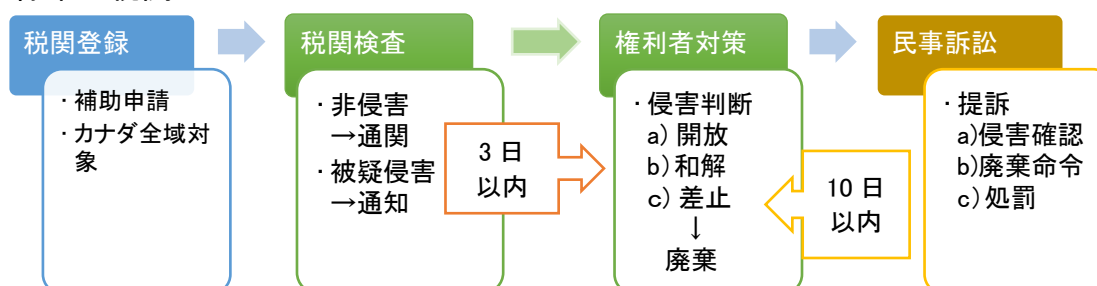 税関登録
・補助申請
・カナダ全域対
象
税関検査
・非侵害
→通関
・被疑侵害
→通知
3 日
以内
権利者対策
・侵害判断
a) 開放
b) 和解
c) 差止
↓
廃棄
10 日
以内
民事訴訟
・提訴
a)侵害確認
b)廃棄命令
c) 処罰